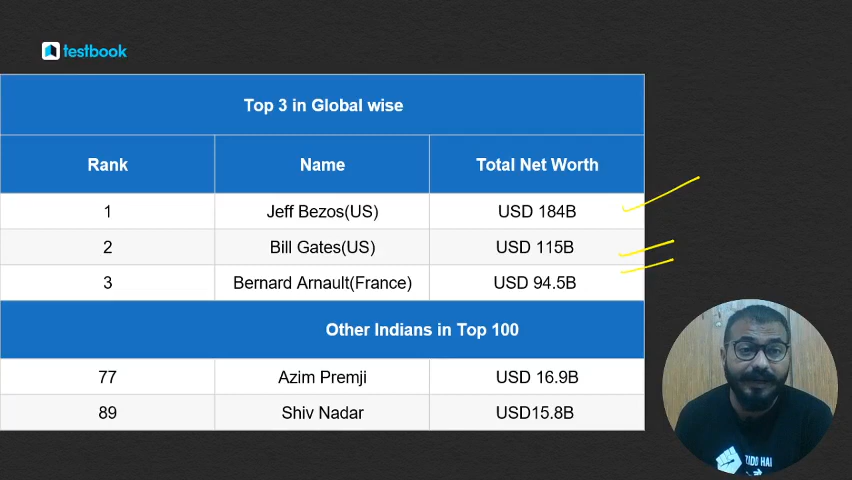 testbook
Top 3 in Global wise
Rank Name Total Net Worth
1 Jeff Bezos(US) USD 184B
2 Bill Gates(US) USD 115B
3 Bernard Arnault(France) USD 94.5B
Other Indians in Top 100
77 Azim Premji USD 16.9B
89 Shiv Nadar USD15.8B
HAI